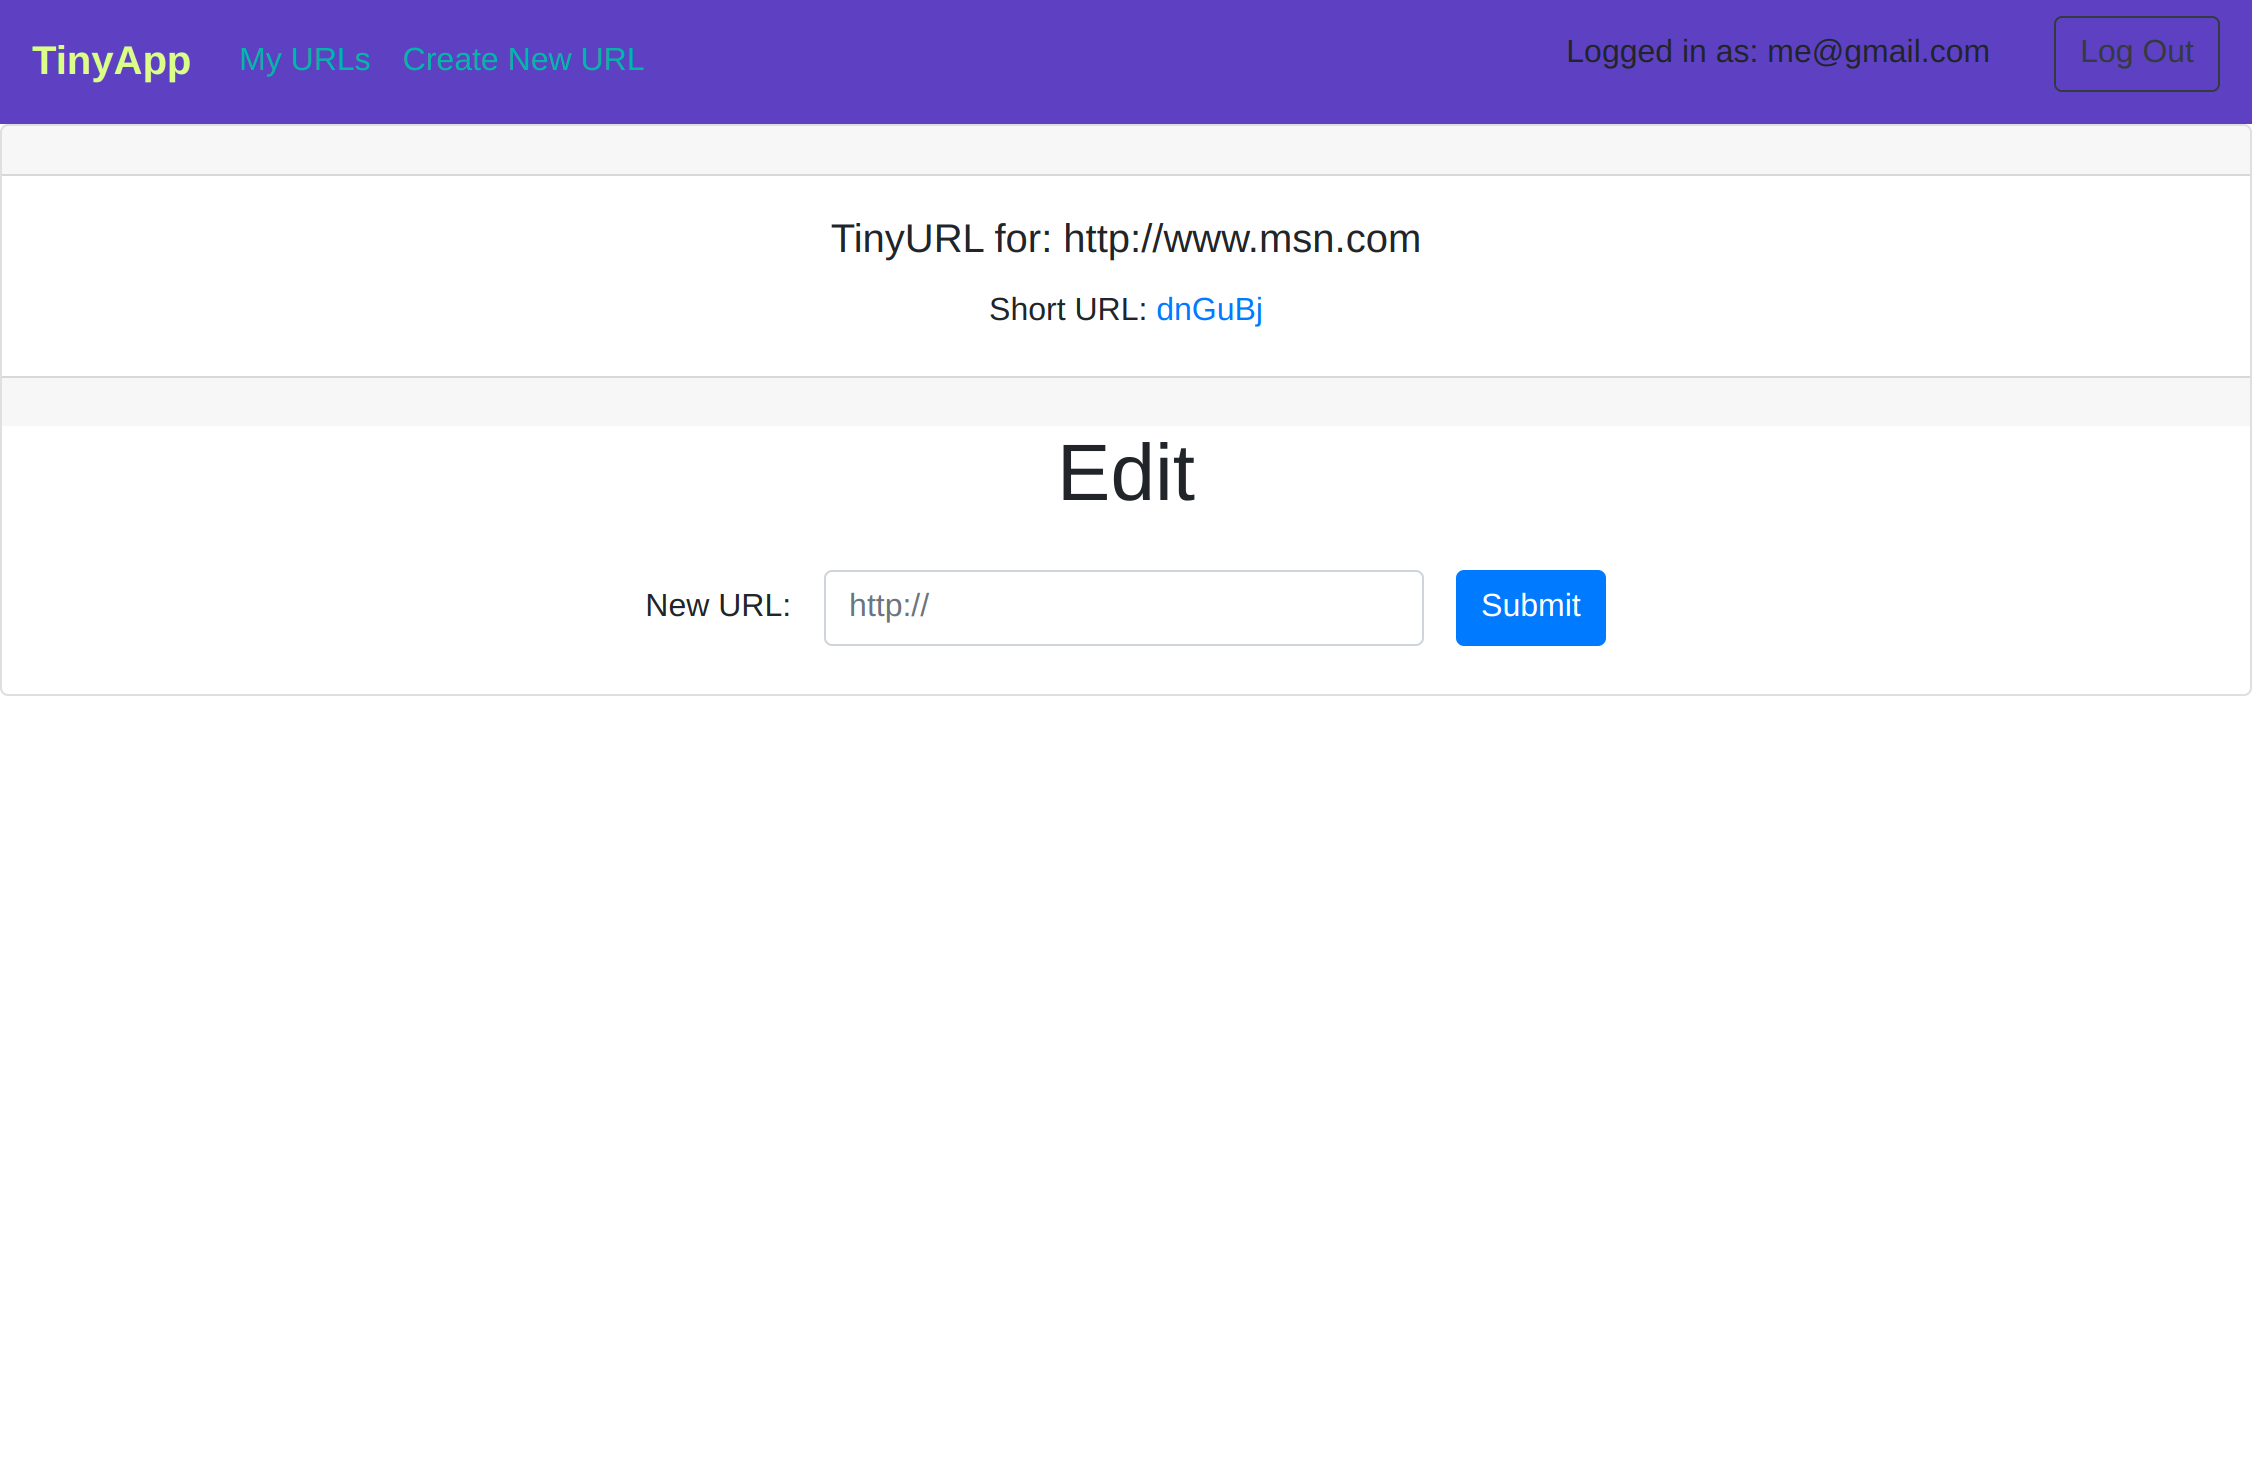 TinyApp My URLs Create New URL Logged in as: me@gmail.com Log Out
TinyURL for: http://www.msn.com
Short URL: dnGuBj
Edit
New URL: http:// Submit